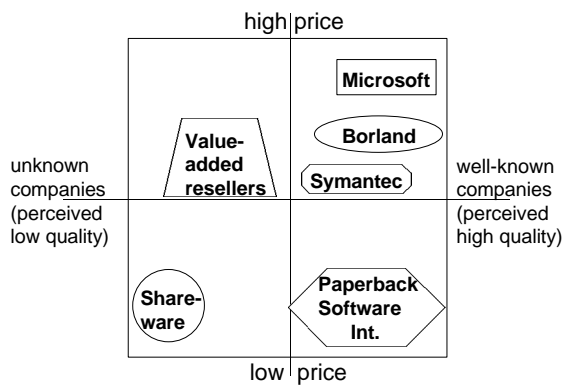 high price
Microsoft
Borland
Value-
added
resellers
Symantec
unknown
companies
(perceived
low quality)
well-known
companies
(perceived
high quality)
Share-
ware
Paperback
Software
Int.
low price